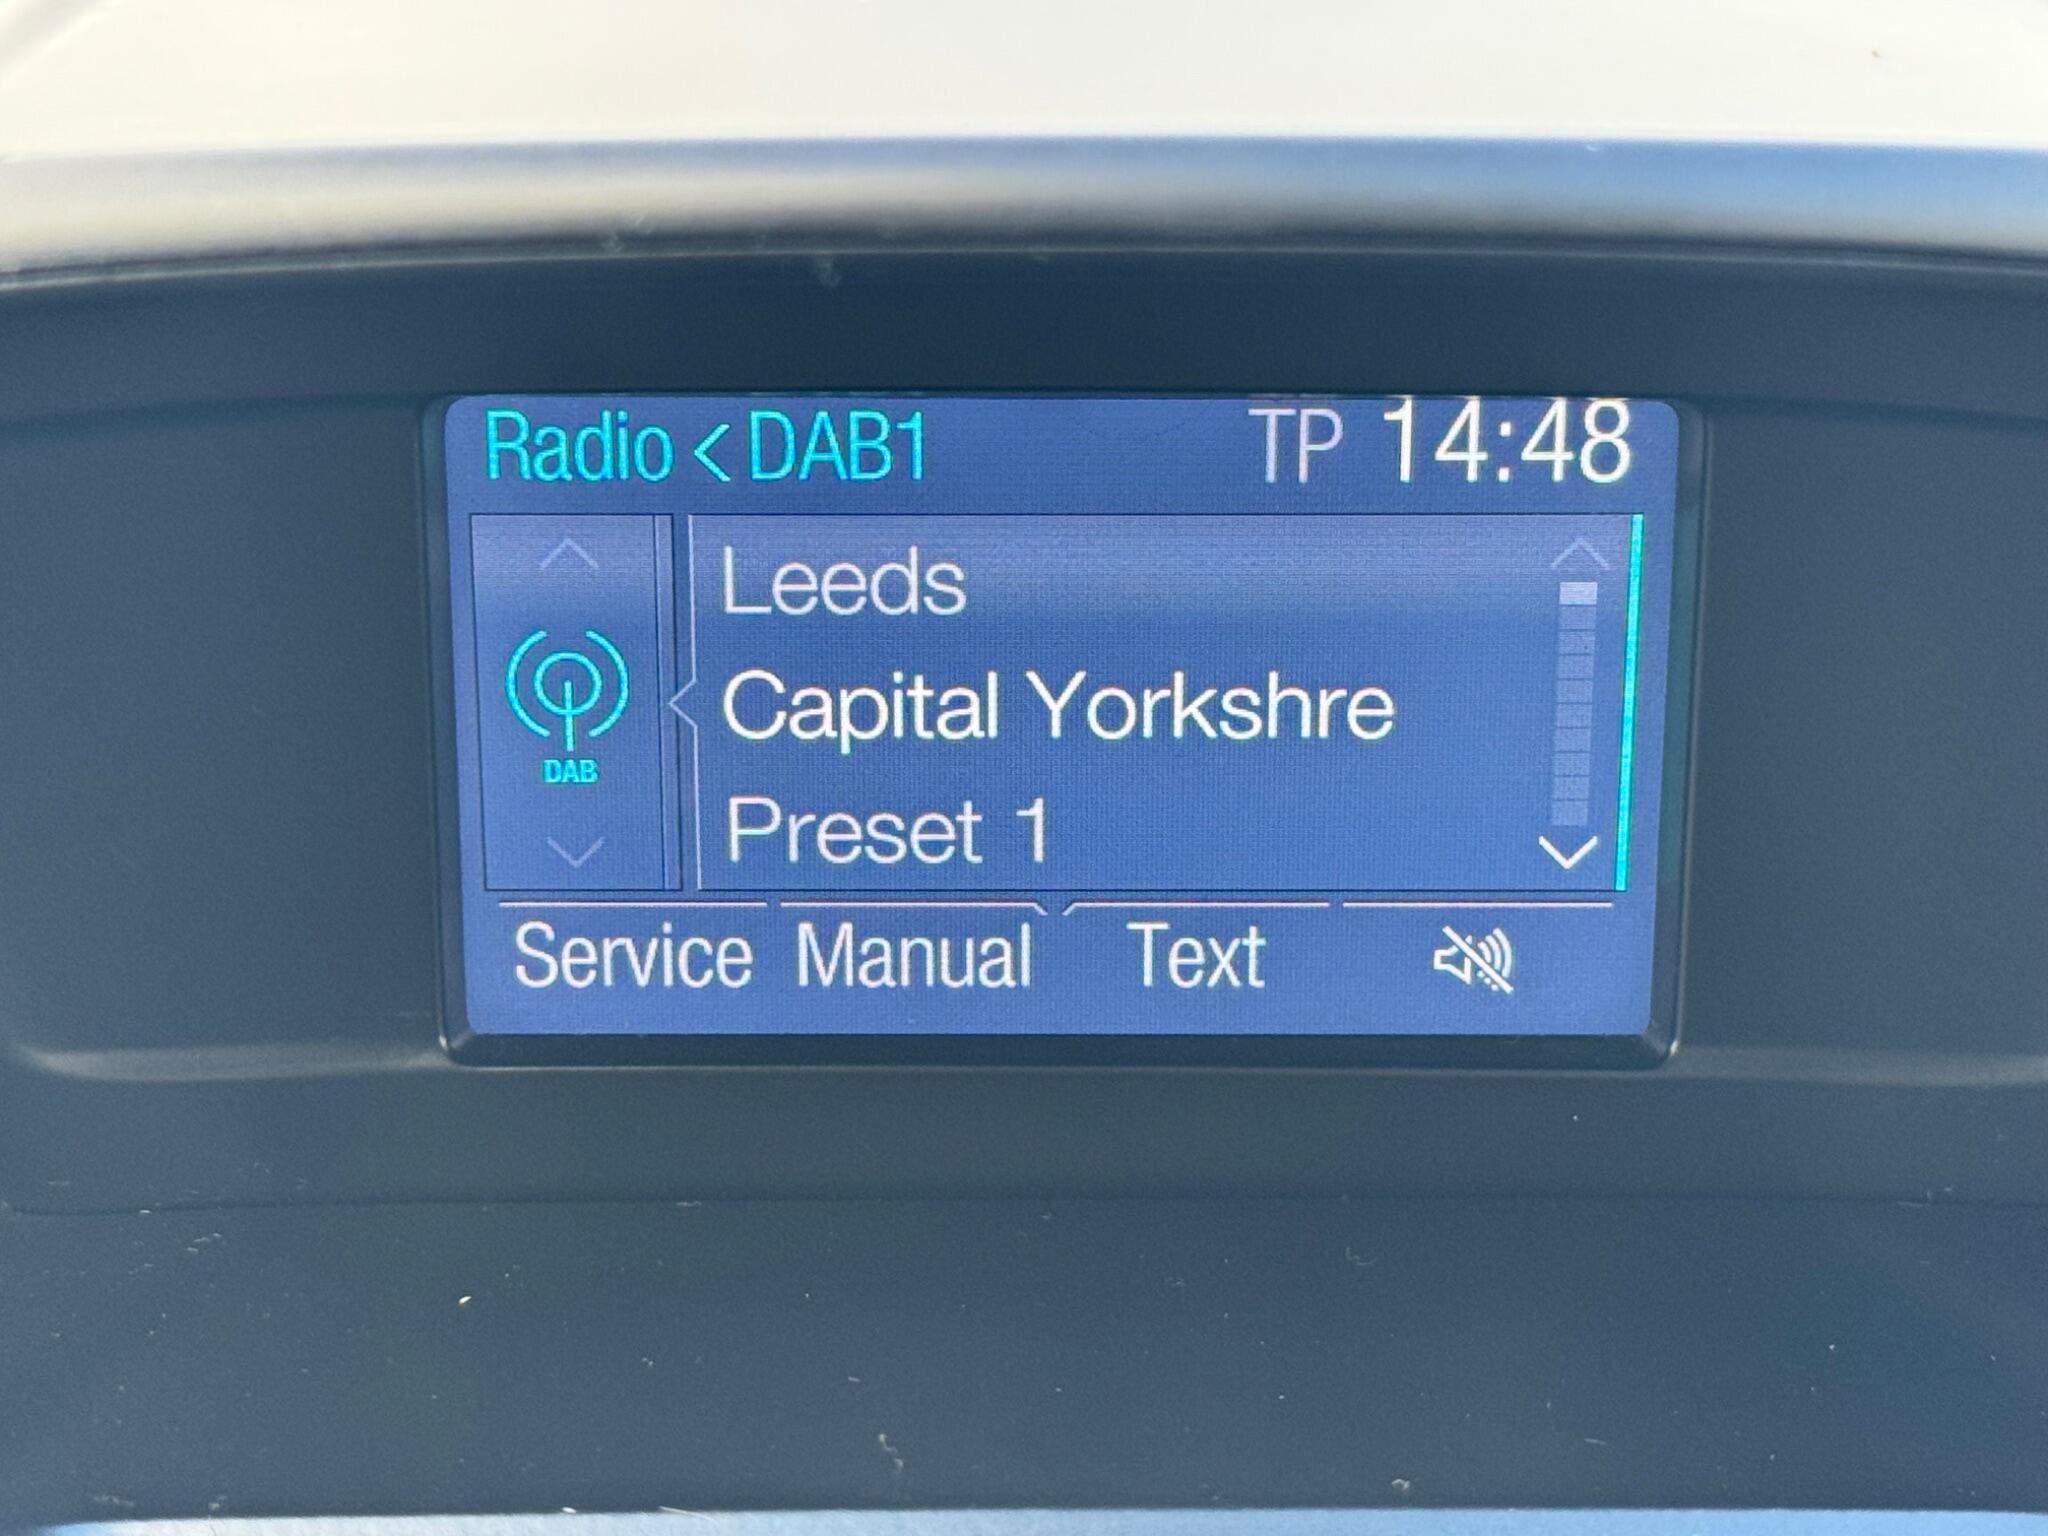 Radio < DAB1 TP 14:48
Leeds
Capital Yorkshre
DAB
Preset 1
Service Manual Text